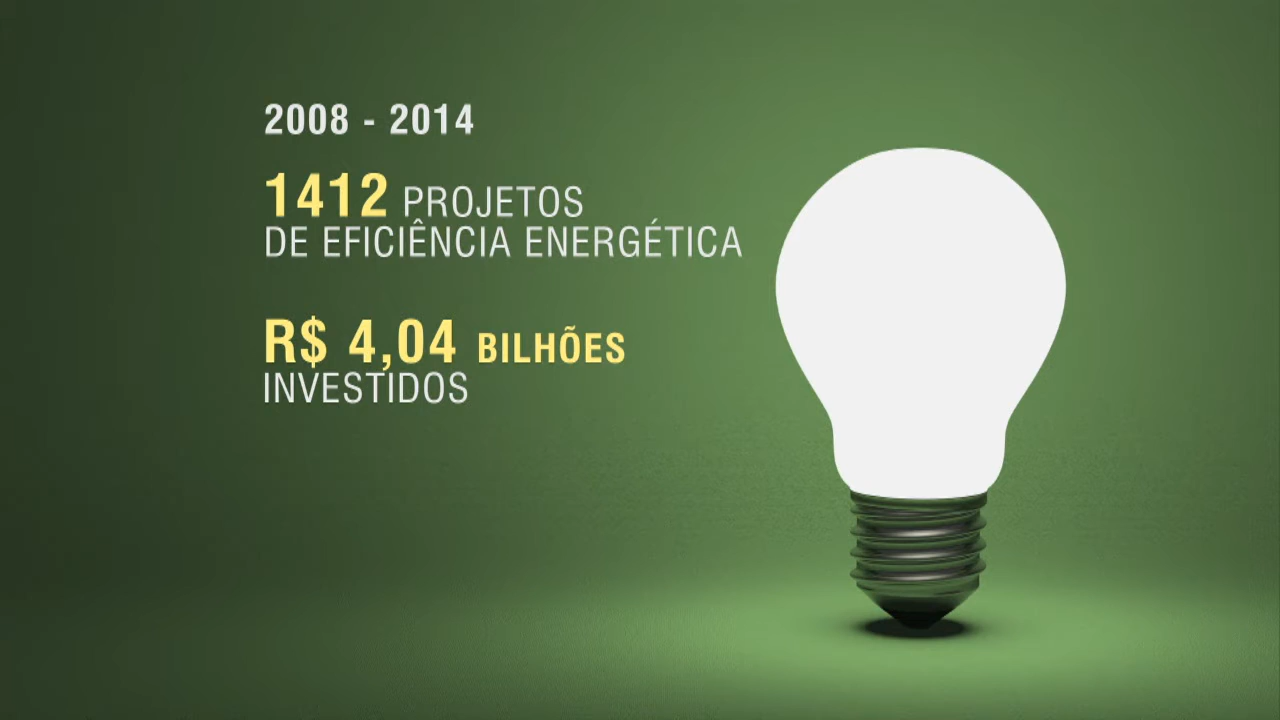 2008 - 2014
1412 PROJETOS
DE EFICIÊNCIA ENERGÉTICA
R$ 4,04 BILHÕES
INVESTIDOS